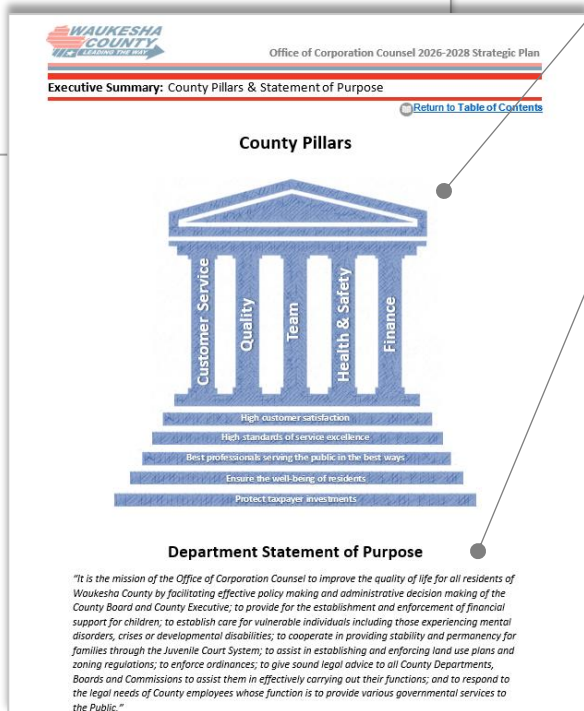 WAUKESHA
COUNTY
LEADING THE WAY
Office of Corporation Counsel 2026-2028 Strategic Plan
Executive Summary: County Pillars & Statement of Purpose
Return to Table of Contents
County Pillars
Customer Service
Quality
Team
Health & Safety
Finance
High customer satisfaction
High standards of service excellence
Best professionals serving the public in the best ways
Ensure the well-being of residents
Protect taxpayer investments
Department Statement of Purpose
"It is the mission of the Office of Corporation Counsel to improve the quality of life for all residents of
Waukesha County by facilitating effective policy making and administrative decision making of the
County Board and County Executive; to provide for the establishment and enforcement of financial
support for children; to establish care for vulnerable individuals including those experiencing mental
disorders, crises or developmental disabilities; to cooperate in providing stability and permanency for
families through the Juvenile Court System; to assist in establishing and enforcing land use plans and
zoning regulations; to enforce ordinances; to give sound legal advice to all County Departments,
Boards and Commissions to assist them in effectively carrying out their functions; and to respond to
the legal needs of County employees whose function is to provide various governmental services to
the Public."